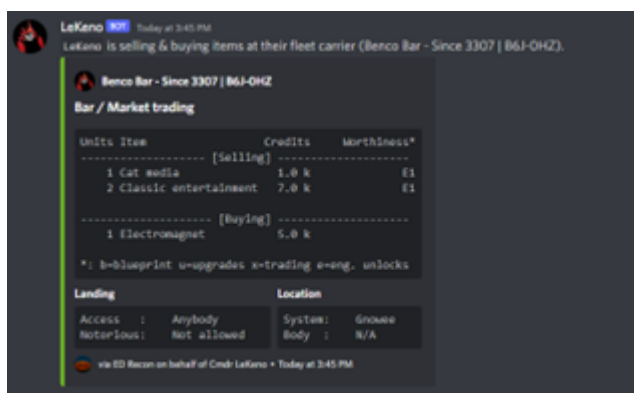 LeKeno BOT Today at 3:45 PM
LeKeno is selling & buying items at their fleet carrier (Benco Bar - Since 3307 | B6J-0HZ).
Benco Bar - Since 3307 | B6J-0HZ
Bar / Market trading
Units Item Credits Worthiness*
-------------------- [Selling] ---------------------
1 Cat media 1.0 k E1
2 Classic entertainment 7.0 k E1
--------------------- [Buying] ---------------------
1 Electromagnet 5.0 k
*: b=blueprint u=upgrades x=trading e=eng. unlocks
Landing Location
Access : Anybody System: Gnowee
Notorious: Not allowed Body : N/A
via ED Recon on behalf of Cmdr LeKeno • Today at 3:45 PM